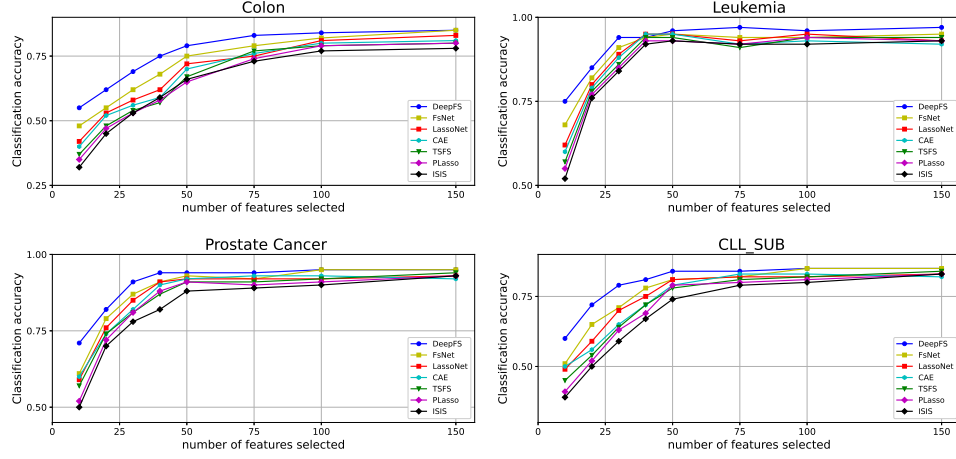 Colon
Classification accuracy
0.75
0.50
0.25
0
25
50
75
100
150
number of features selected
DeepFS
FsNet
LassoNet
CAE
TSFS
PLasso
ISIS
Leukemia
Classification accuracy
1.00
0.75
0.50
0
25
50
75
100
150
number of features selected
DeepFS
FsNet
LassoNet
CAE
TSFS
PLasso
ISIS
Prostate Cancer
Classification accuracy
1.00
0.75
0.50
0
25
50
75
100
150
number of features selected
DeepFS
FsNet
LassoNet
CAE
TSFS
PLasso
ISIS
CLL_SUB
Classification accuracy
0.75
0.50
0
25
50
75
100
150
number of features selected
DeepFS
FsNet
LassoNet
CAE
TSFS
PLasso
ISIS